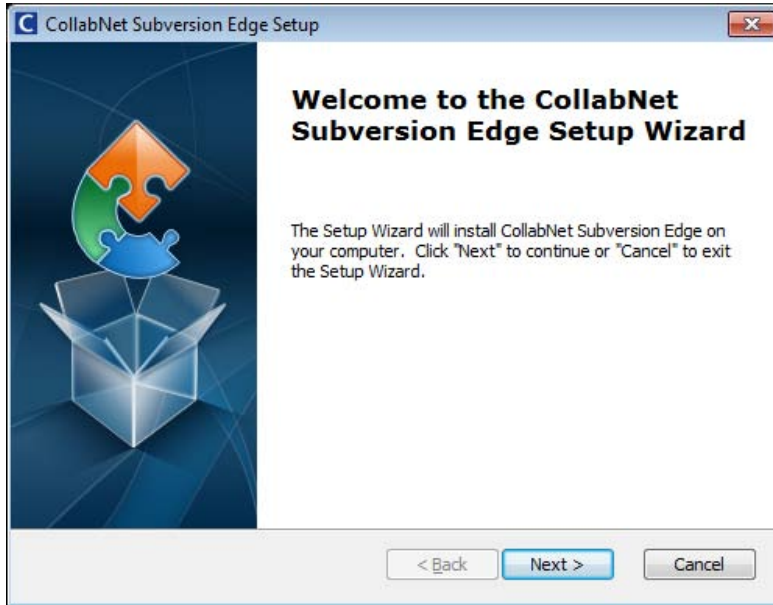 CollabNet Subversion Edge Setup
Welcome to the CollabNet
Subversion Edge Setup Wizard
The Setup Wizard will install CollabNet Subversion Edge on
your computer. Click "Next" to continue or "Cancel" to exit
the Setup Wizard.
< Back Next > Cancel